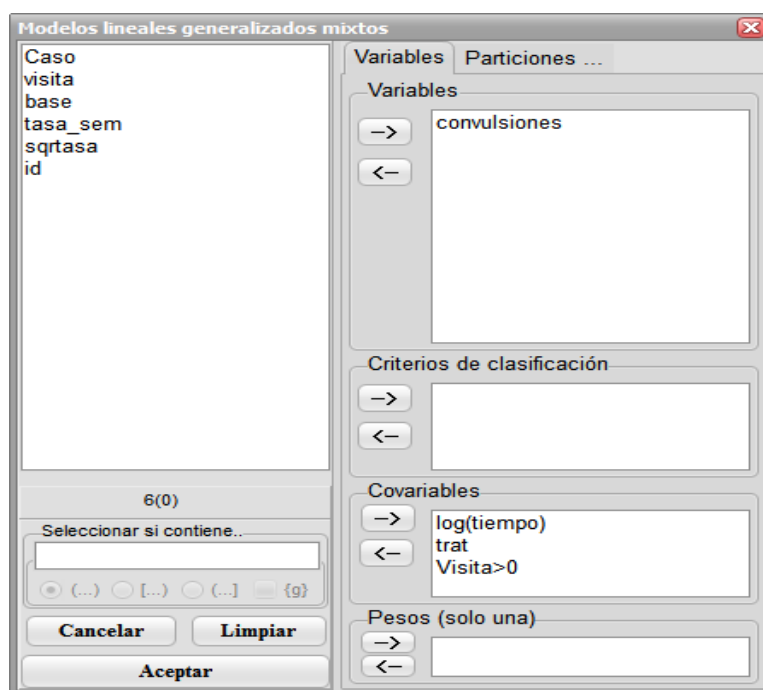 Modelos lineales generalizados mixtos
Caso
visita
base
tasa_sem
sqrtasa
id
6(0)
Seleccionar si contiene..
(...) [...) (...] {g}
Cancelar Limpiar
Aceptar
Variables Particiones ...
Variables
-->
<--
convulsiones
Criterios de clasificación
-->
<--
Covariables
-->
<--
log(tiempo)
trat
Visita>0
Pesos (solo una)
-->
<--